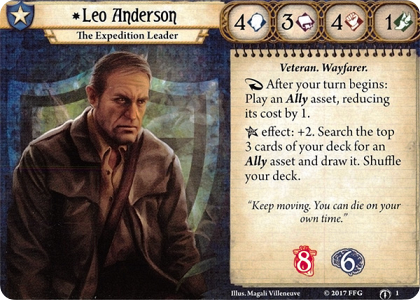 Leo Anderson
The Expedition Leader
4 3 4 1
Veteran. Wayfarer.
After your turn begins:
Play an Ally asset, reducing
its cost by 1.
effect: +2. Search the top
3 cards of your deck for an
Ally asset and draw it. Shuffle
your deck.
“Keep moving. You can die on your
own time.”
8 6
Illus. Magali Villeneuve © 2017 FFG 1